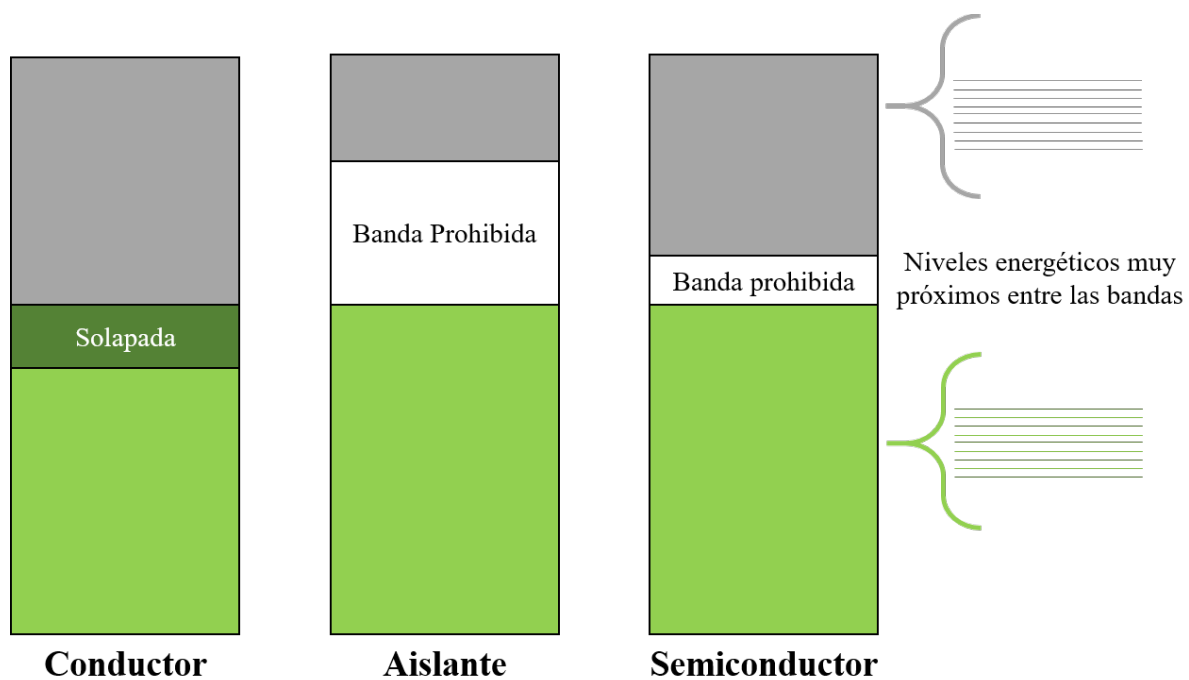 Solapada
Banda Prohibida
Banda prohibida
Niveles energéticos muy
próximos entre las bandas
Conductor
Aislante
Semiconductor